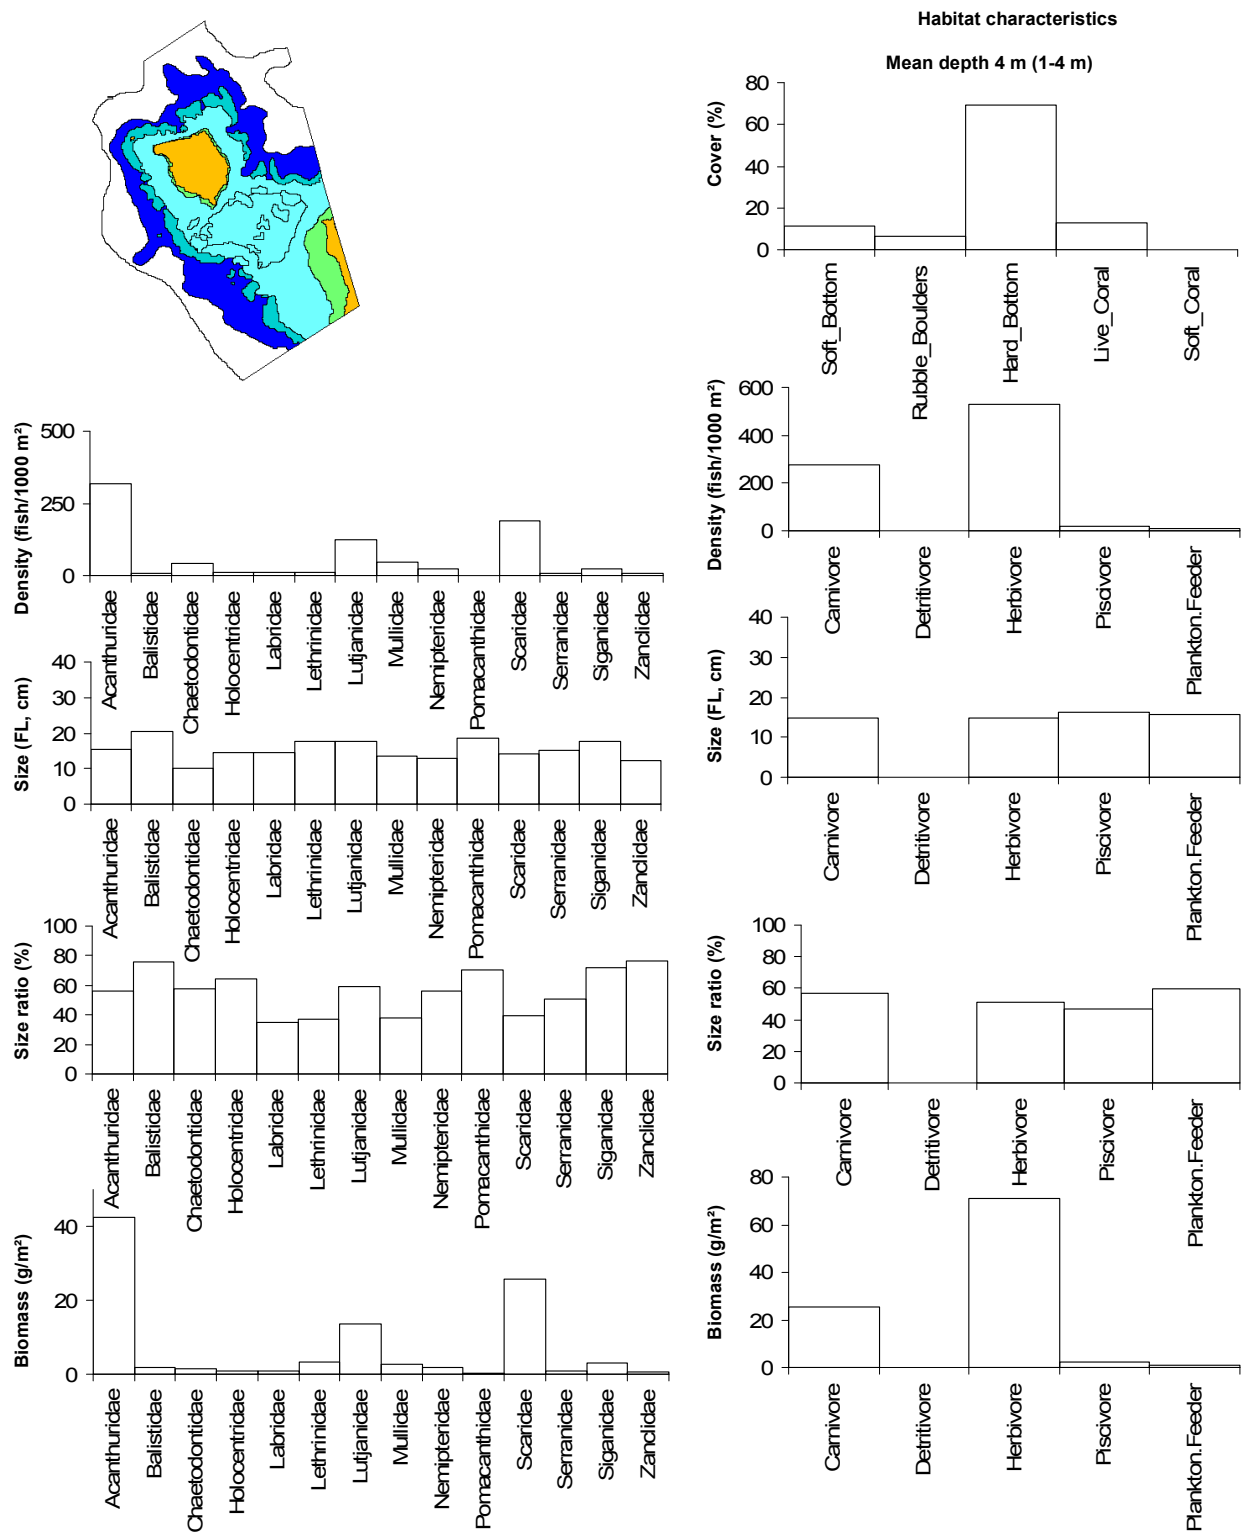 Habitat characteristics
Mean depth 4 m (1-4 m)
Cover (%)
80
60
40
20
0
Soft_Bottom
Rubble_Boulders
Hard_Bottom
Live_Coral
Soft_Coral
Density (fish/1000 m²)
500
250
0
Acanthuridae
Balistidae
Chaetodontidae
Holocentridae
Labridae
Lethrinidae
Lutjanidae
Mullidae
Nemipteridae
Pomacanthidae
Scaridae
Serranidae
Siganidae
Zanclidae
Density (fish/1000 m²)
600
400
200
0
Carnivore
Detritivore
Herbivore
Piscivore
Plankton.Feeder
Size (FL, cm)
40
30
20
10
0
Acanthuridae
Balistidae
Chaetodontidae
Holocentridae
Labridae
Lethrinidae
Lutjanidae
Mullidae
Nemipteridae
Pomacanthidae
Scaridae
Serranidae
Siganidae
Zanclidae
Size (FL, cm)
40
30
20
10
0
Carnivore
Detritivore
Herbivore
Piscivore
Plankton.Feeder
Size ratio (%)
100
80
60
40
20
0
Acanthuridae
Balistidae
Chaetodontidae
Holocentridae
Labridae
Lethrinidae
Lutjanidae
Mullidae
Nemipteridae
Pomacanthidae
Scaridae
Serranidae
Siganidae
Zanclidae
Size ratio (%)
100
80
60
40
20
0
Carnivore
Detritivore
Herbivore
Piscivore
Plankton.Feeder
Biomass (g/m²)
40
20
0
Acanthuridae
Balistidae
Chaetodontidae
Holocentridae
Labridae
Lethrinidae
Lutjanidae
Mullidae
Nemipteridae
Pomacanthidae
Scaridae
Serranidae
Siganidae
Zanclidae
Biomass (g/m²)
80
60
40
20
0
Carnivore
Detritivore
Herbivore
Piscivore
Plankton.Feeder